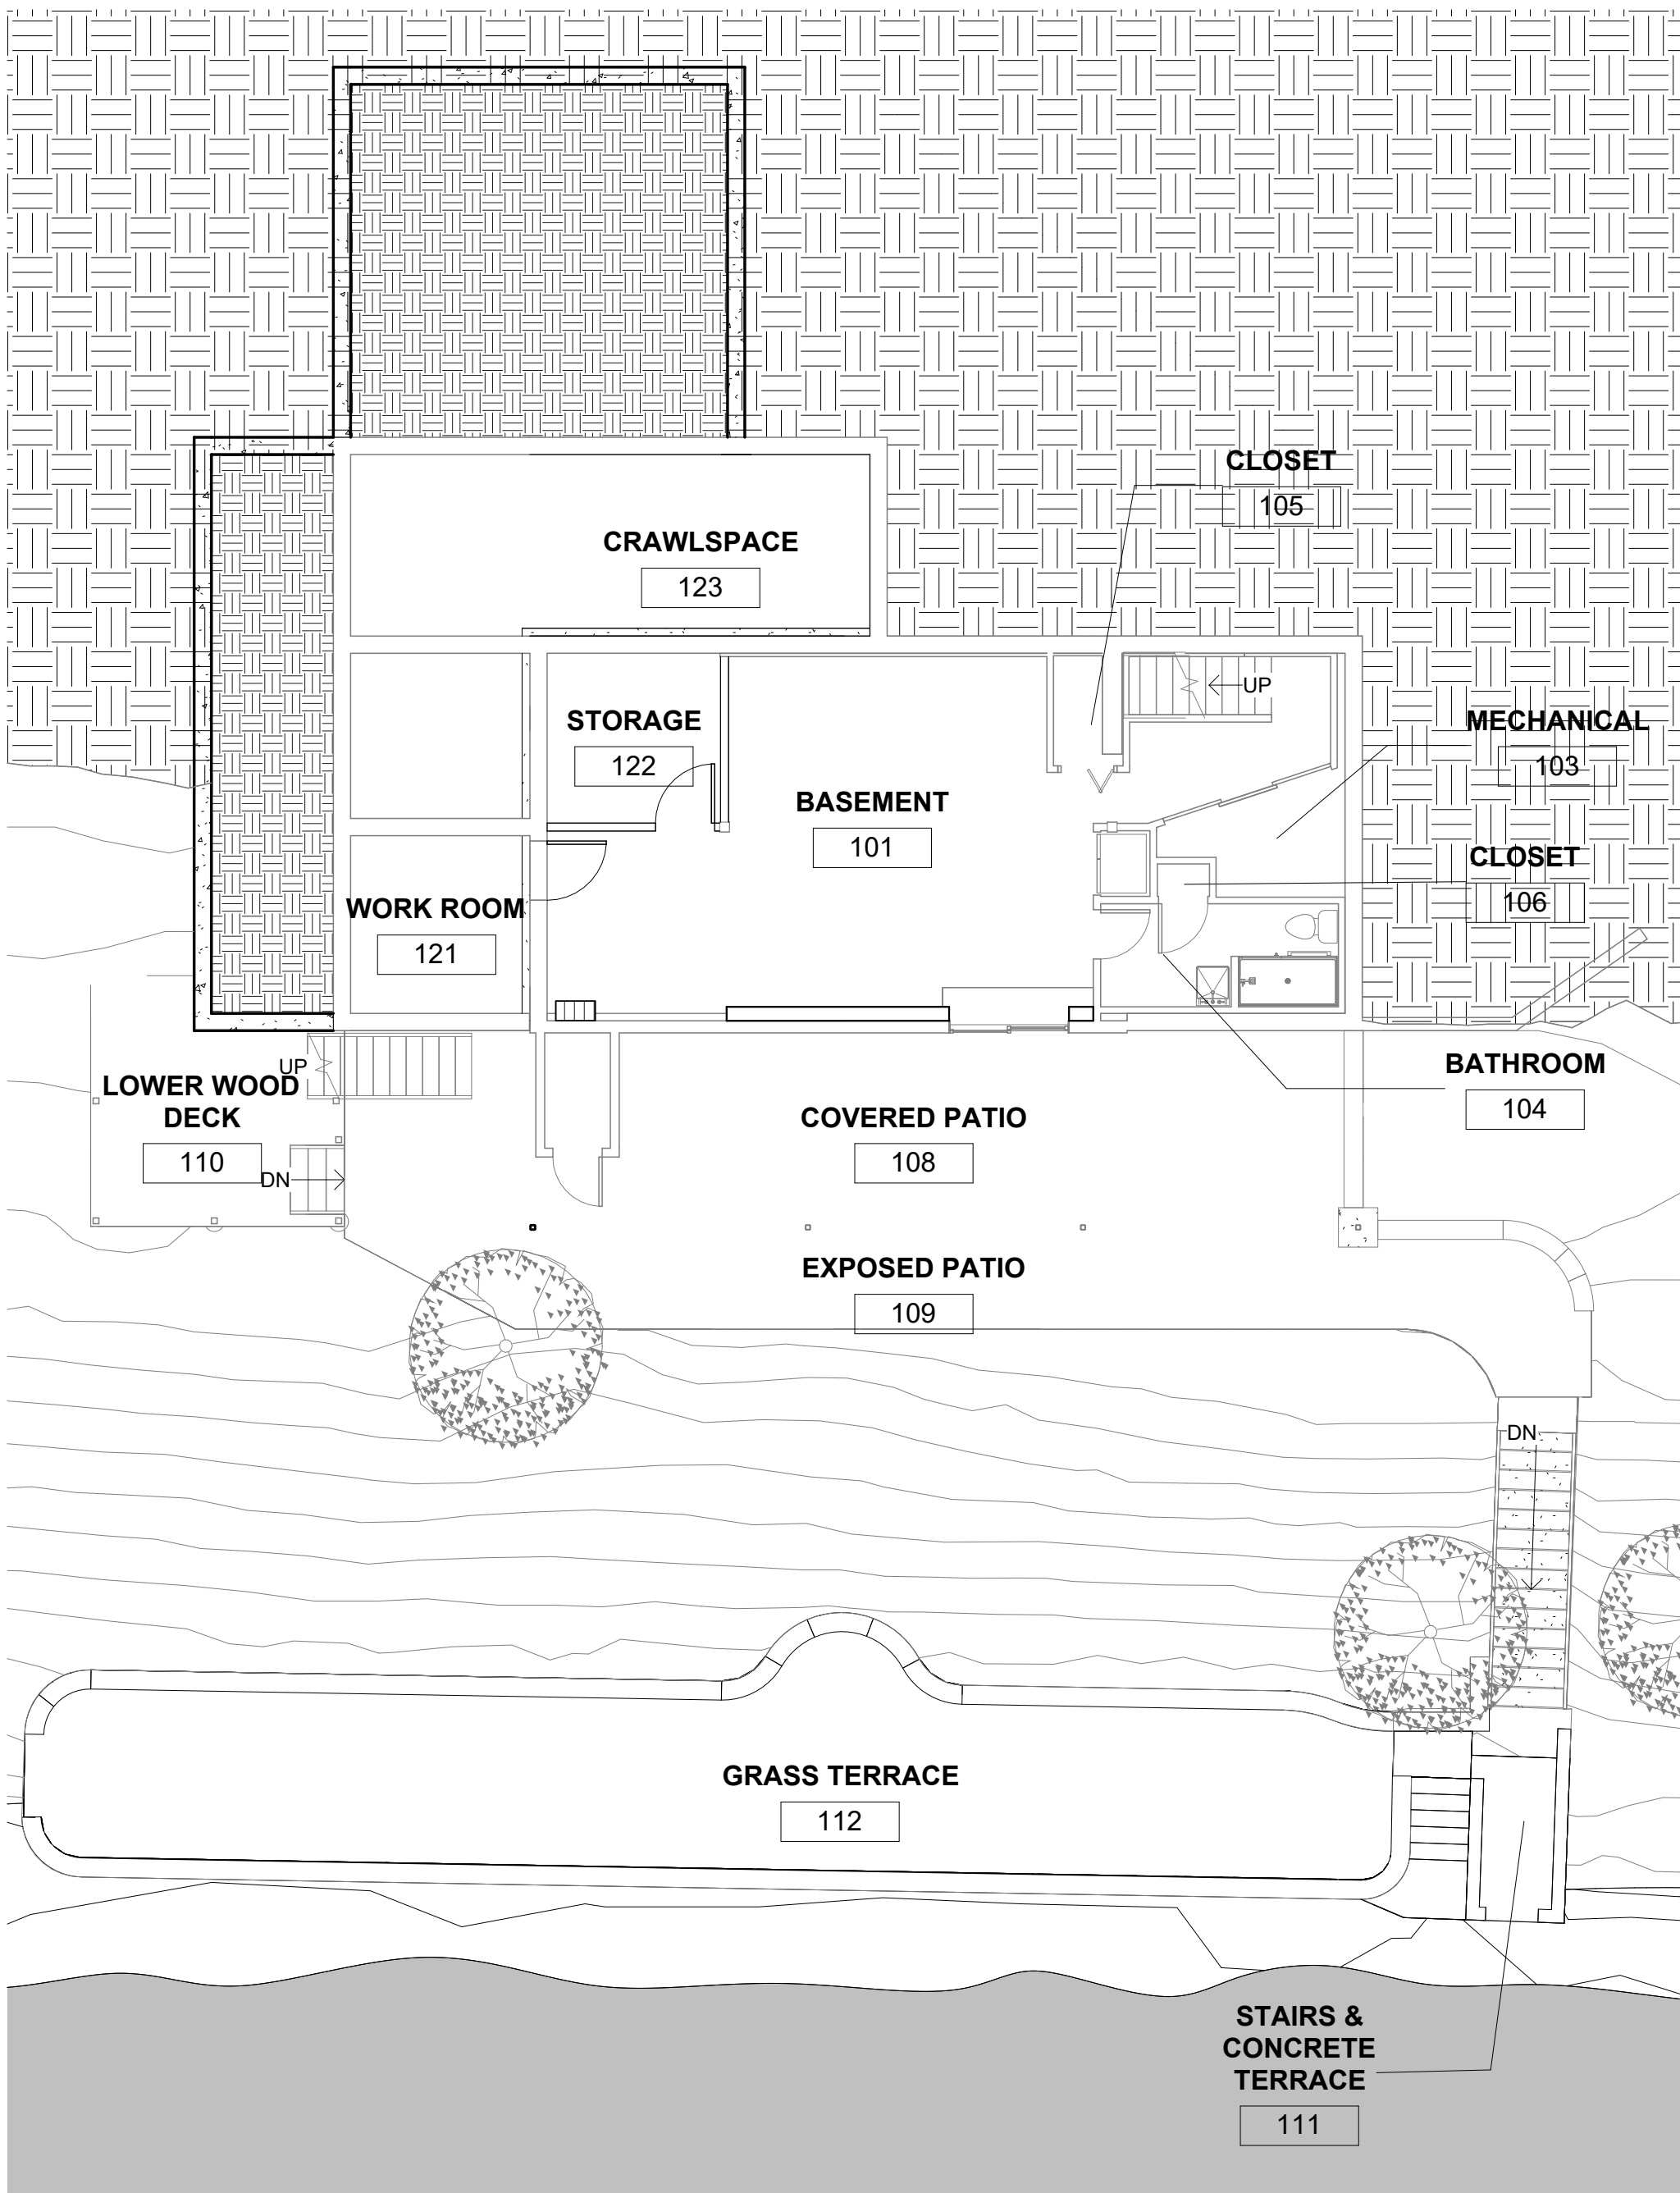 CLOSET
105
CRAWLSPACE
123
UP
STORAGE
122
MECHANICAL
103
BASEMENT
101
CLOSET
106
WORK ROOM
121
UP
LOWER WOOD
DECK
110
DN
COVERED PATIO
108
BATHROOM
104
EXPOSED PATIO
109
DN
GRASS TERRACE
112
STAIRS &
CONCRETE
TERRACE
111